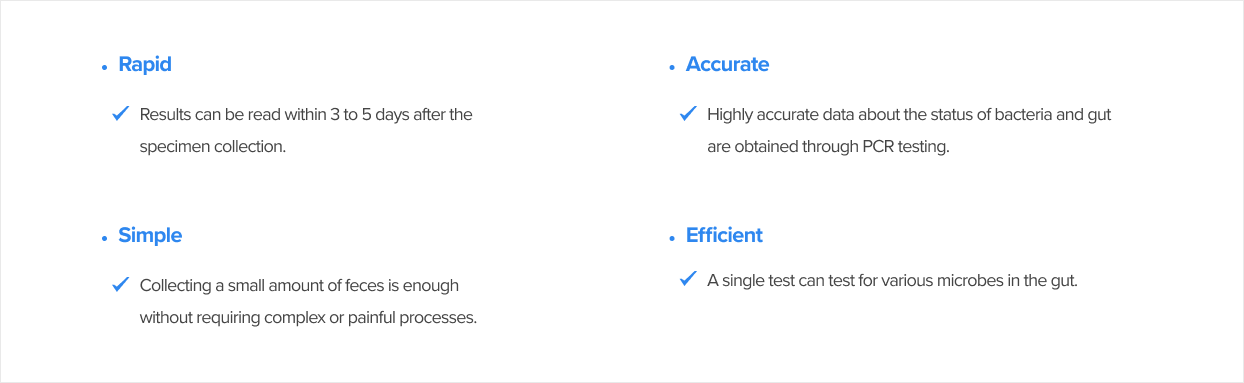 Rapid
Results can be read within 3 to 5 days after the
specimen collection.
Accurate
Highly accurate data about the status of bacteria and gut
are obtained through PCR testing.
Simple
Collecting a small amount of feces is enough
without requiring complex or painful processes.
Efficient
A single test can test for various microbes in the gut.